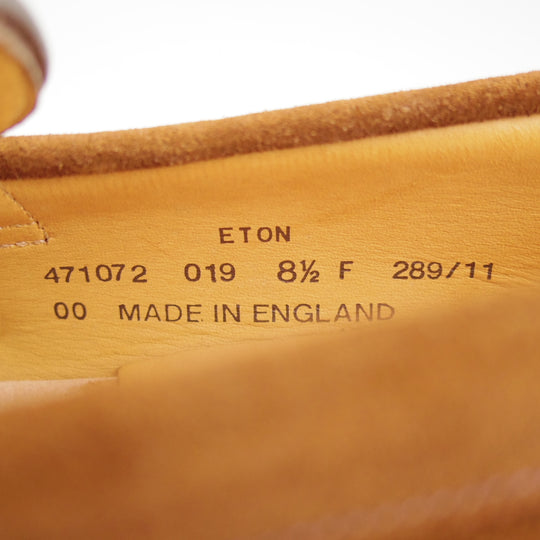 ETON
471072 019 8½ F 289/11
00 MADE IN ENGLAND